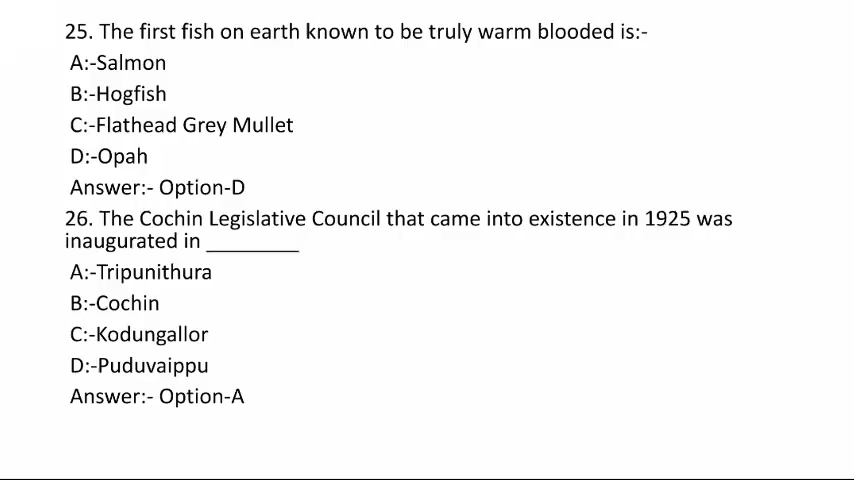 25. The first fish on earth known to be truly warm blooded is:-
A:-Salmon
B:-Hogfish
C:-Flathead Grey Mullet
D:-Opah
Answer:- Option-D
26. The Cochin Legislative Council that came into existence in 1925 was
inaugurated in ________
A:-Tripunithura
B:-Cochin
C:-Kodungallor
D:-Puduvaippu
Answer:- Option-A